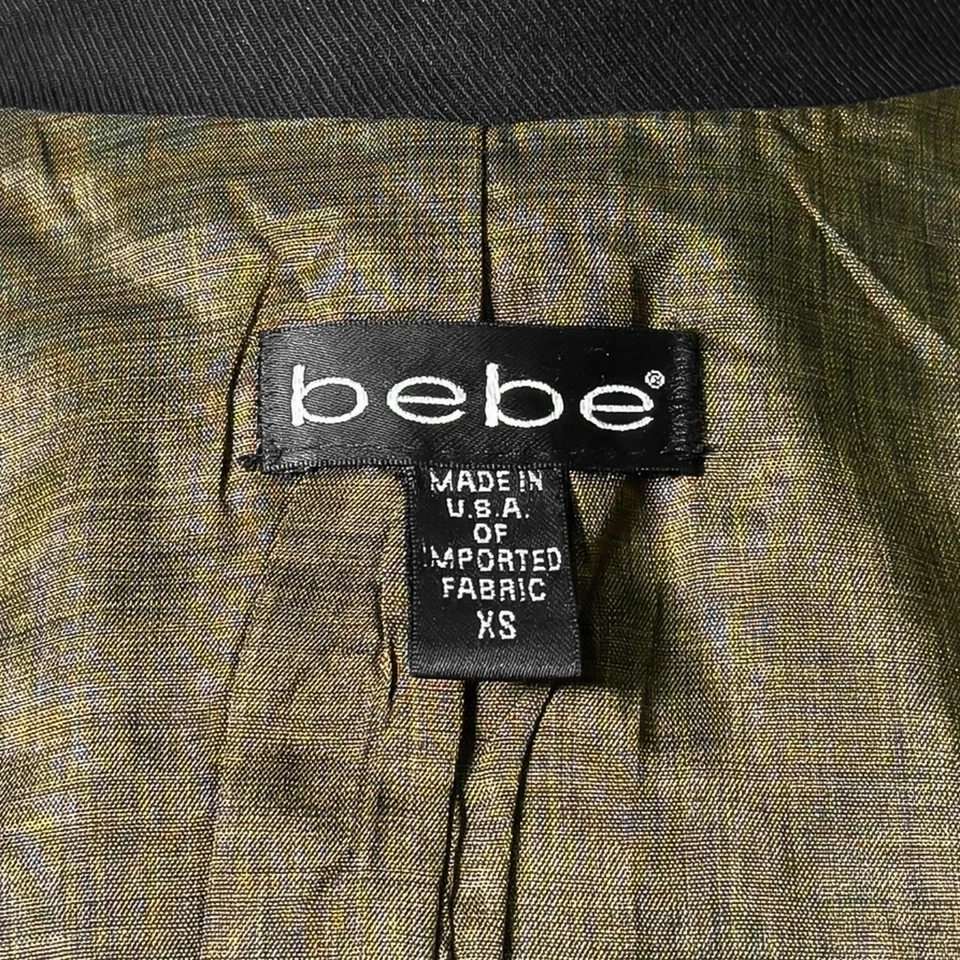 bebe®
MADE IN
U.S.A.
OF
IMPORTED
FABRIC
XS